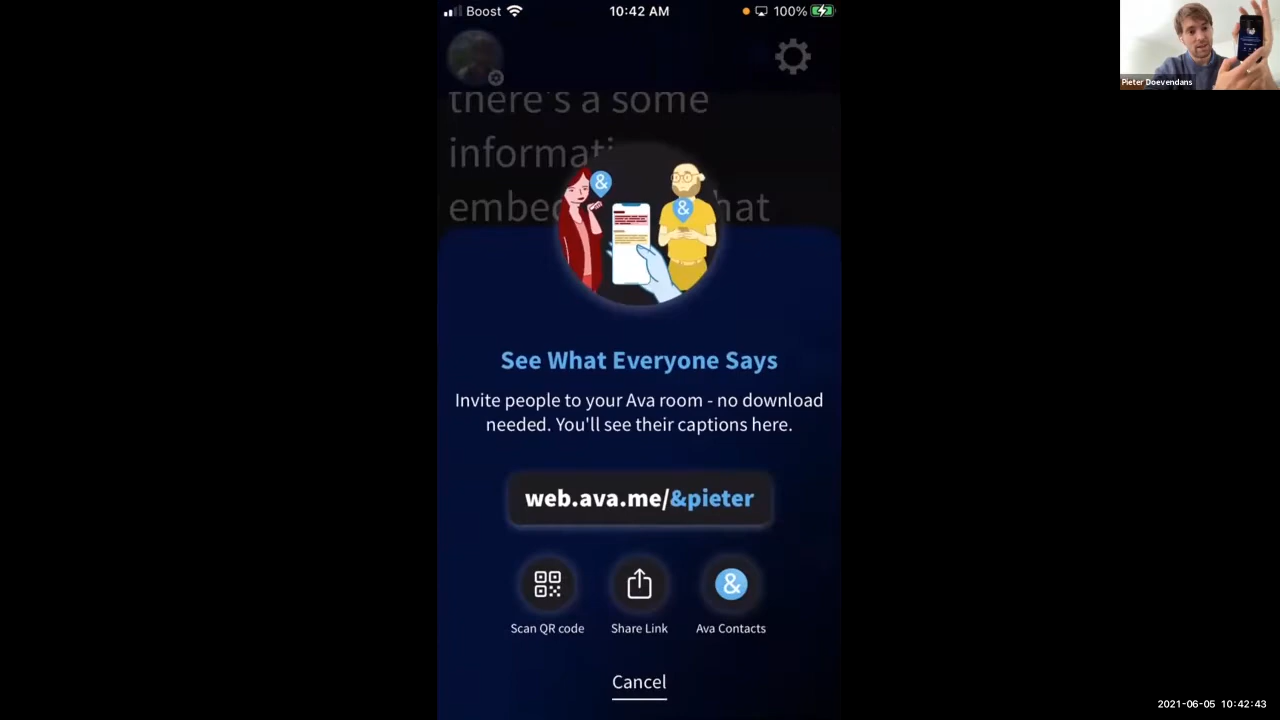 Boost 10:42 AM 100%
there's a some
informati
embe hat
&
&
See What Everyone Says
Invite people to your Ava room - no download
needed. You'll see their captions here.
web.ava.me/&pieter
&
Scan QR code Share Link Ava Contacts
Cancel
Pieter Doevendans
2021-06-05 10:42:43